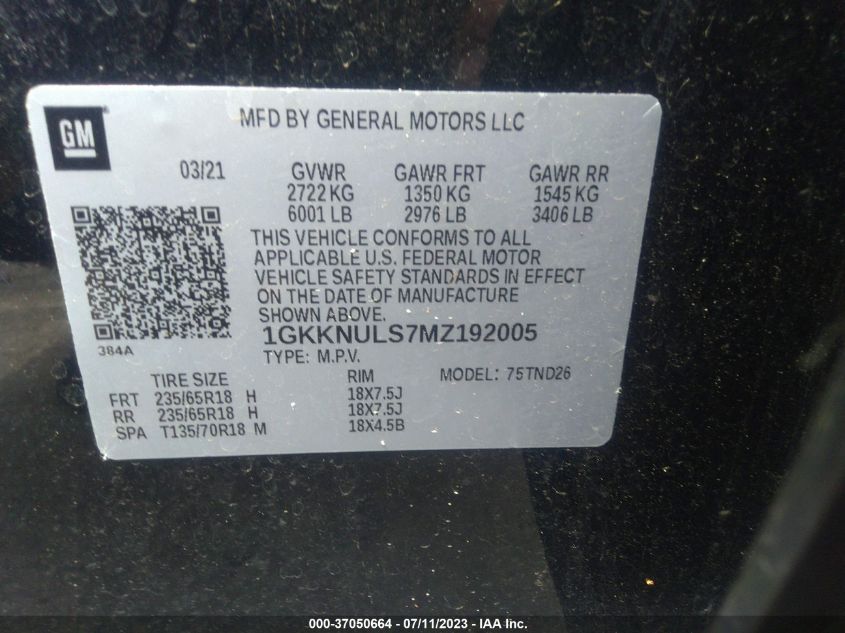 GM
MFD BY GENERAL MOTORS LLC
03/21 GVWR GAWR FRT GAWR RR
2722 KG 1350 KG 1545 KG
6001 LB 2976 LB 3406 LB
THIS VEHICLE CONFORMS TO ALL
APPLICABLE U.S. FEDERAL MOTOR
VEHICLE SAFETY STANDARDS IN EFFECT
ON THE DATE OF MANUFACTURE
SHOWN ABOVE.
384A
1GKKNULS7MZ192005
TYPE: M.P.V.
TIRE SIZE RIM MODEL: 75TND26
FRT 235/65R18 H 18X7.5J
RR 235/65R18 H 18X7.5J
SPA T135/70R18 M 18X4.5B
000-37050664 - 07/11/2023 - IAA Inc.